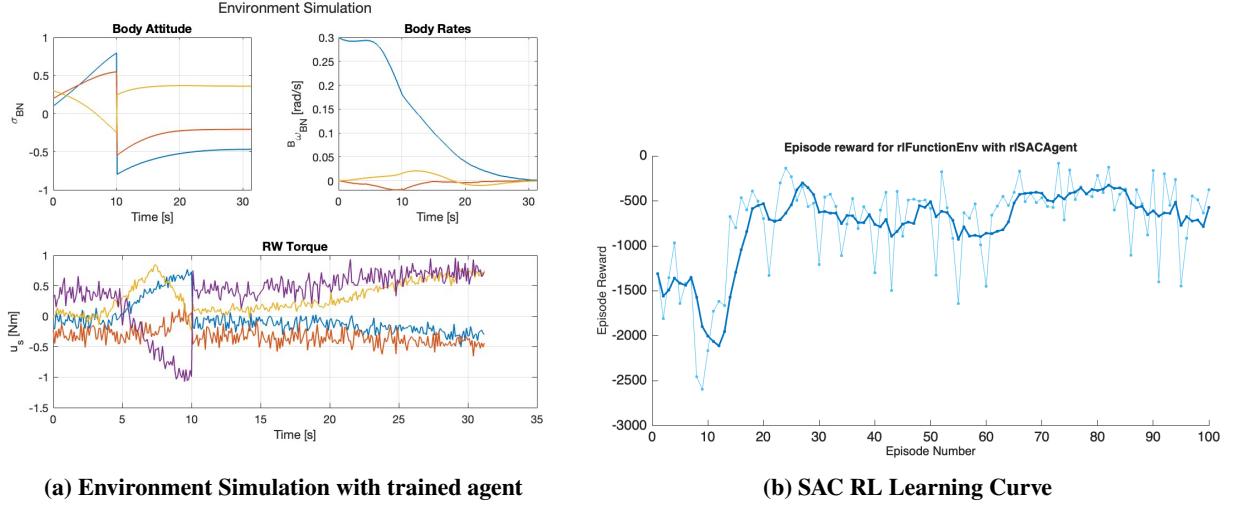 Environment Simulation
Body Attitude
1
0.5
0
-0.5
-1
σBN
0 10 20 30
Time [s]
Body Rates
0.3
0.25
0.2
0.15
0.1
0.05
0
BωBN [rad/s]
0 10 20 30
Time [s]
RW Torque
1
0.5
0
-0.5
-1
-1.5
us [Nm]
0 5 10 15 20 25 30 35
Time [s]
(a) Environment Simulation with trained agent
Episode reward for rlFunctionEnv with rlSACAgent
0
-500
-1000
-1500
-2000
-2500
-3000
Episode Reward
0 10 20 30 40 50 60 70 80 90 100
Episode Number
(b) SAC RL Learning Curve